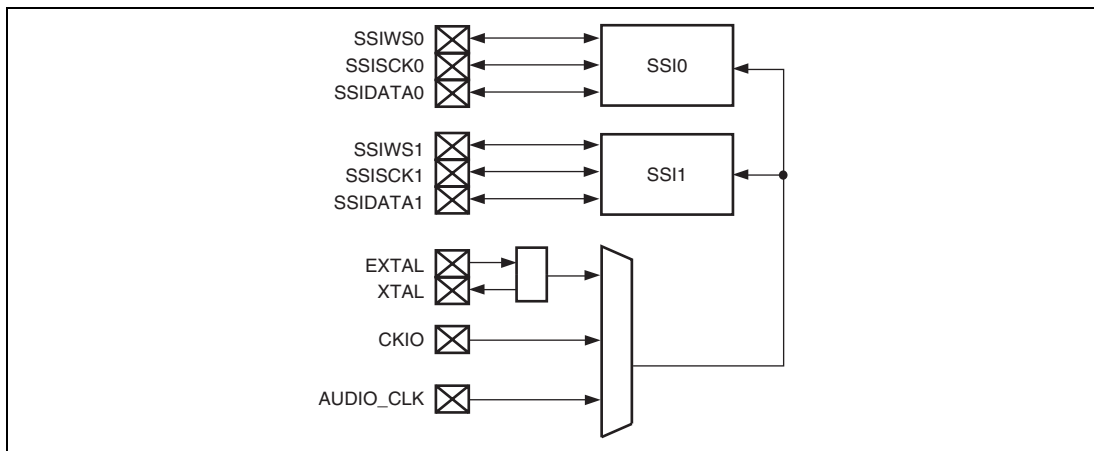 SSIWS0
SSISCK0
SSIDATA0
SSI0
SSIWS1
SSISCK1
SSIDATA1
SSI1
EXTAL
XTAL
CKIO
AUDIO_CLK